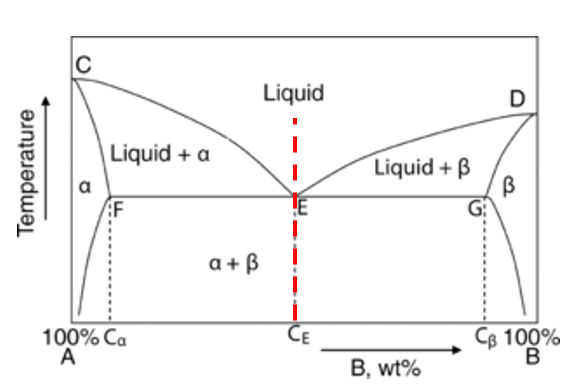 C
Liquid
D
Liquid + α
Liquid + β
Temperature
α
F
E
G
β
α + β
100% Cα CE Cβ 100%
A B
B, wt%